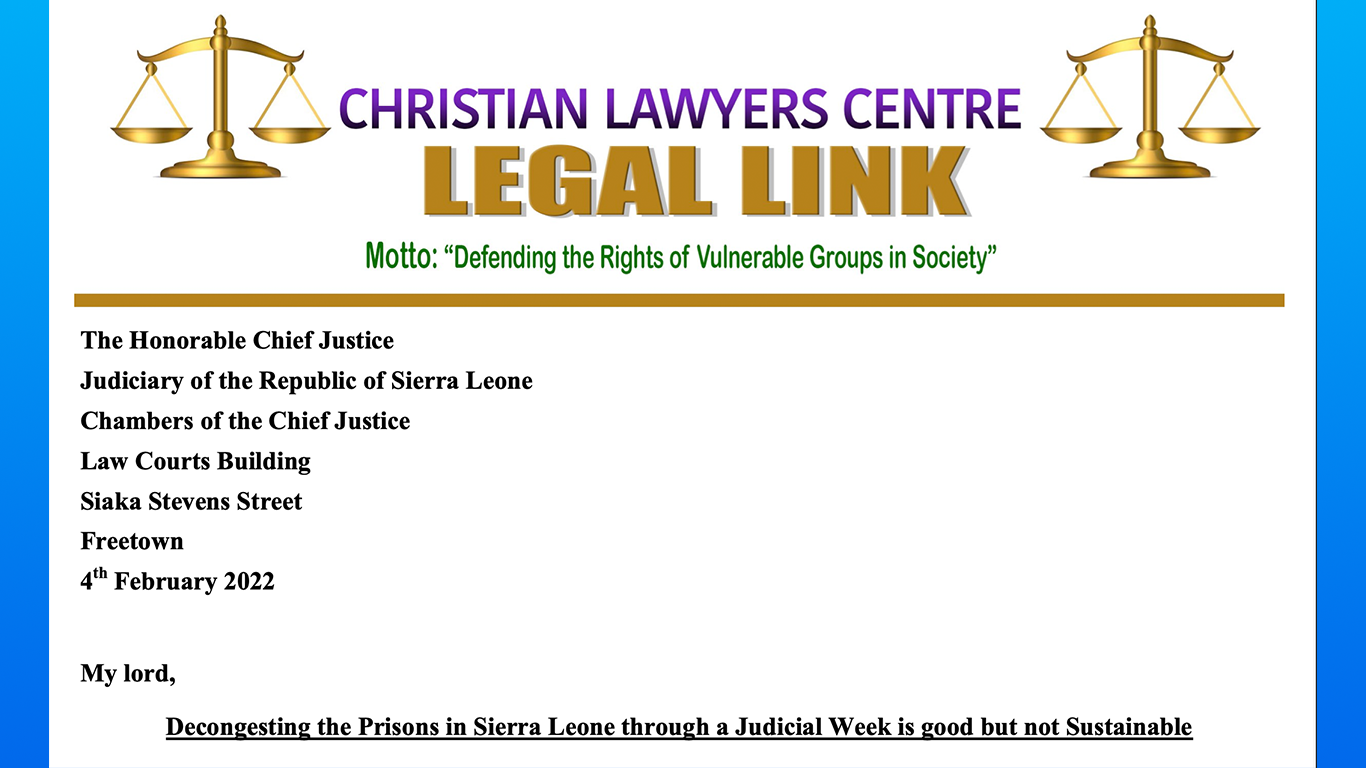 CHRISTIAN LAWYERS CENTRE
LEGAL LINK
Motto: “Defending the Rights of Vulnerable Groups in Society”
The Honorable Chief Justice
Judiciary of the Republic of Sierra Leone
Chambers of the Chief Justice
Law Courts Building
Siaka Stevens Street
Freetown
4th February 2022
My lord,
Decongesting the Prisons in Sierra Leone through a Judicial Week is good but not Sustainable